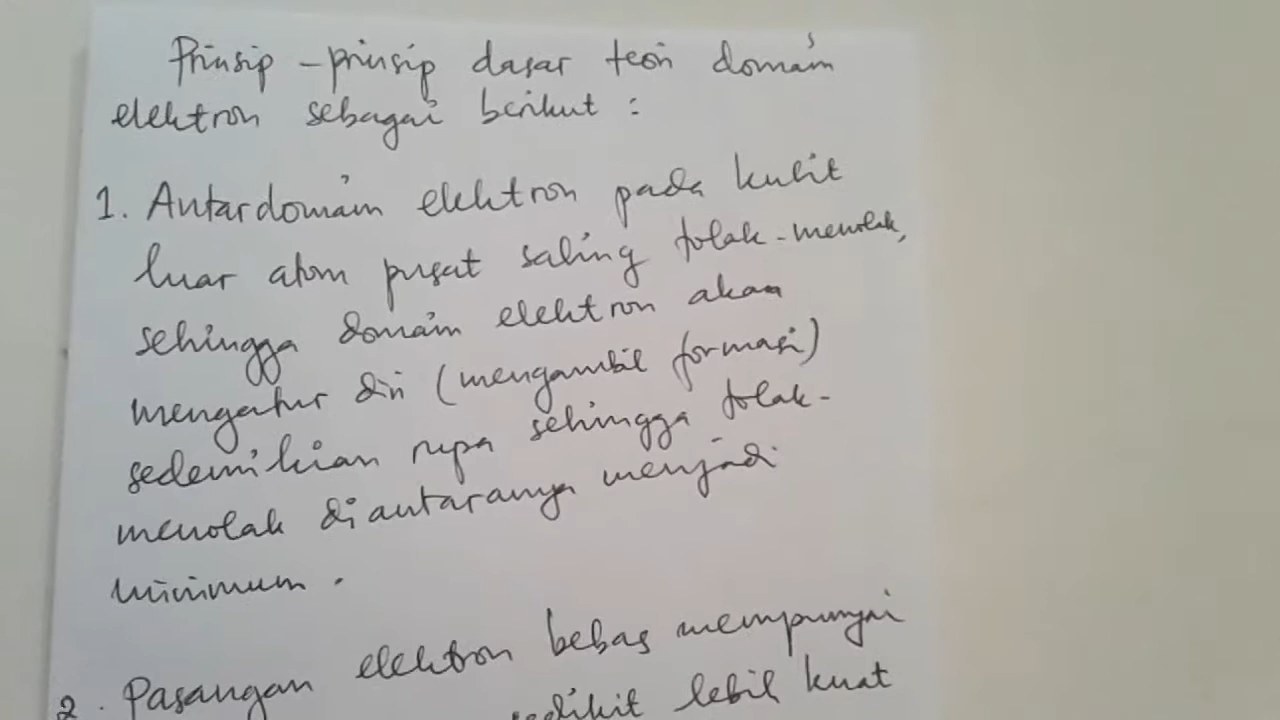 Prinsip-prinsip dasar teori domain
elektron sebagai berikut :
1. Antardomain elektron pada kulit
luar atom pusat saling tolak-menolak,
sehingga domain elektron akan
mengatur diri (mengambil formasi)
sedemikian rupa sehingga tolak-
menolak diantaranya menjadi
minimum.
2. Pasangan elektron bebas mempunyai
sedikit lebih kuat